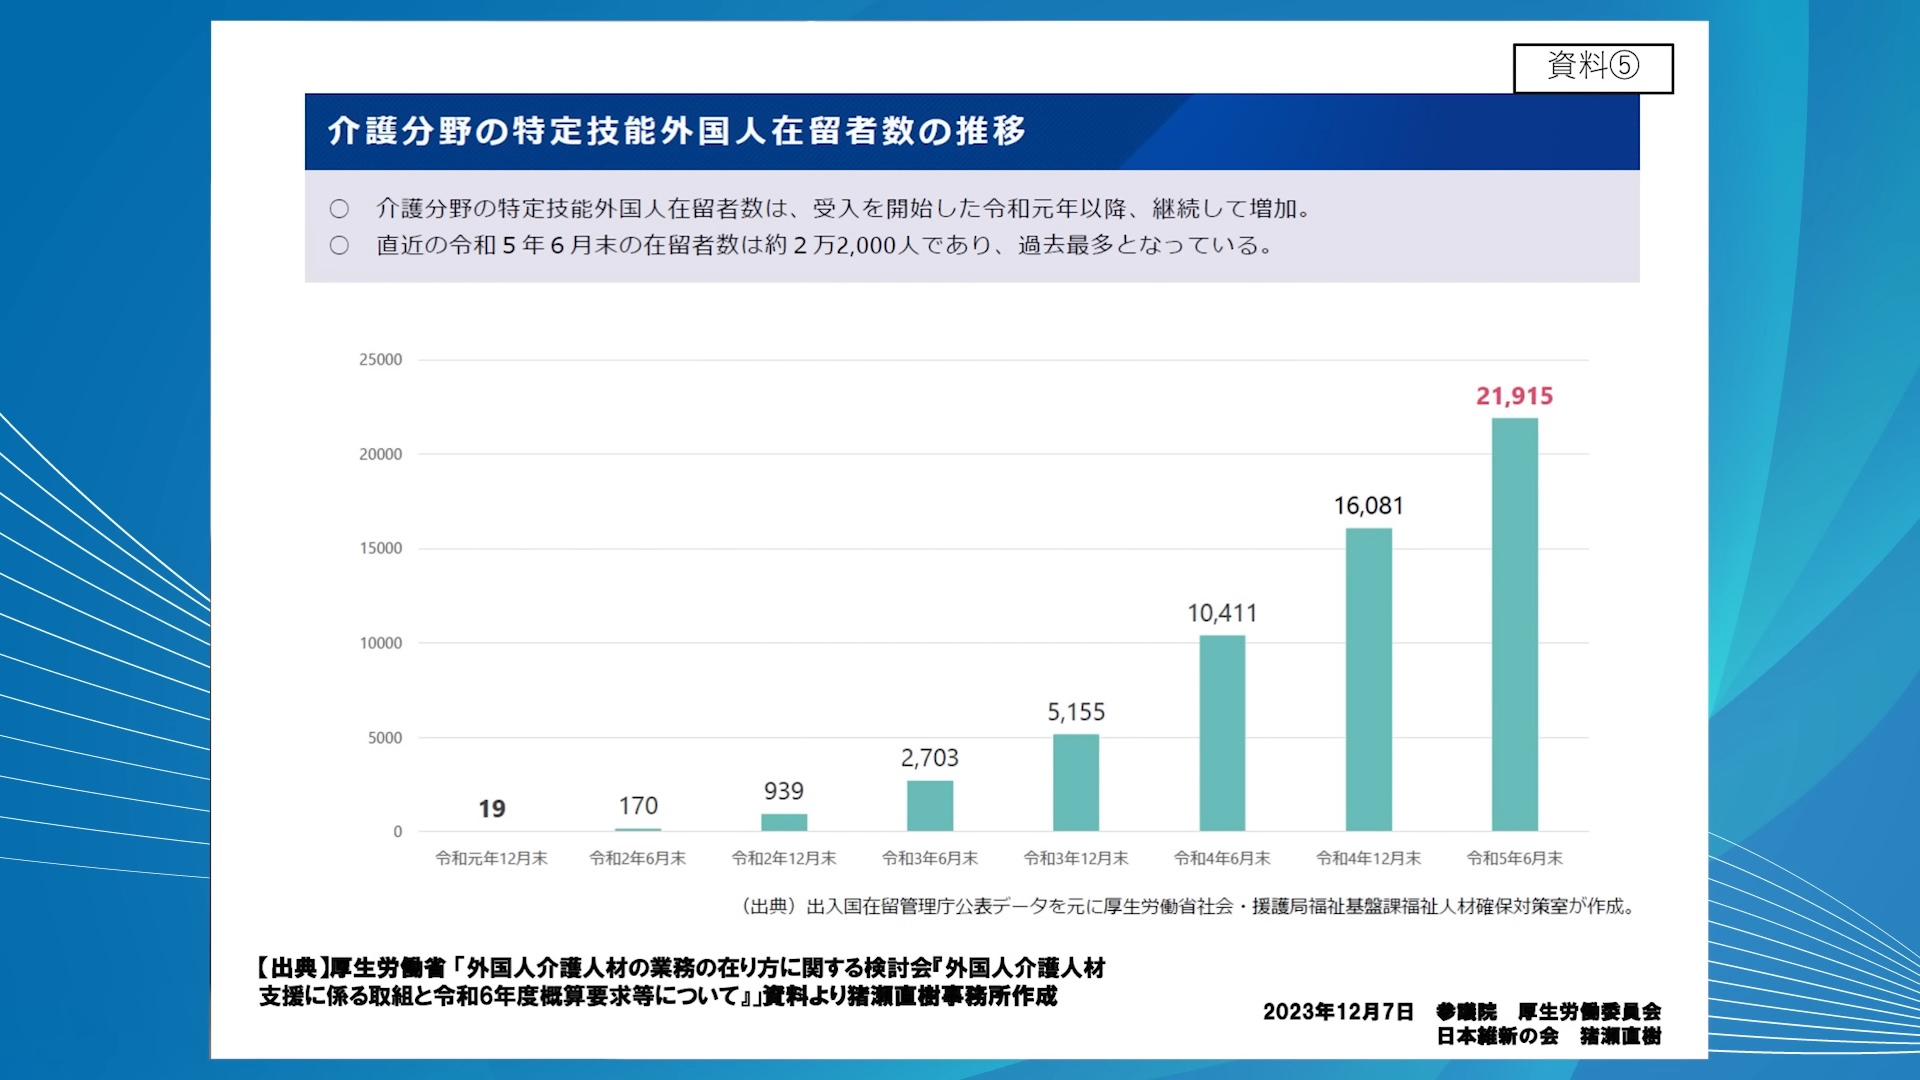 資料⑤
介護分野の特定技能外国人在留者数の推移
○ 介護分野の特定技能外国人在留者数は、受入を開始した令和元年以降、継続して増加。
○ 直近の令和５年６月末の在留者数は約２万2,000人であり、過去最多となっている。
25000
20000
15000
10000
5000
0
19
170
939
2,703
5,155
10,411
16,081
21,915
令和元年12月末
令和2年6月末
令和2年12月末
令和3年6月末
令和3年12月末
令和4年6月末
令和4年12月末
令和5年6月末
（出典）出入国在留管理庁公表データを元に厚生労働省社会・援護局福祉基盤課福祉人材確保対策室が作成。
【出典】厚生労働省「外国人介護人材の業務の在り方に関する検討会『外国人介護人材
支援に係る取組と令和6年度概算要求等について』」資料より猪瀬直樹事務所作成
2023年12月7日　参議院　厚生労働委員会
日本維新の会　猪瀬直樹